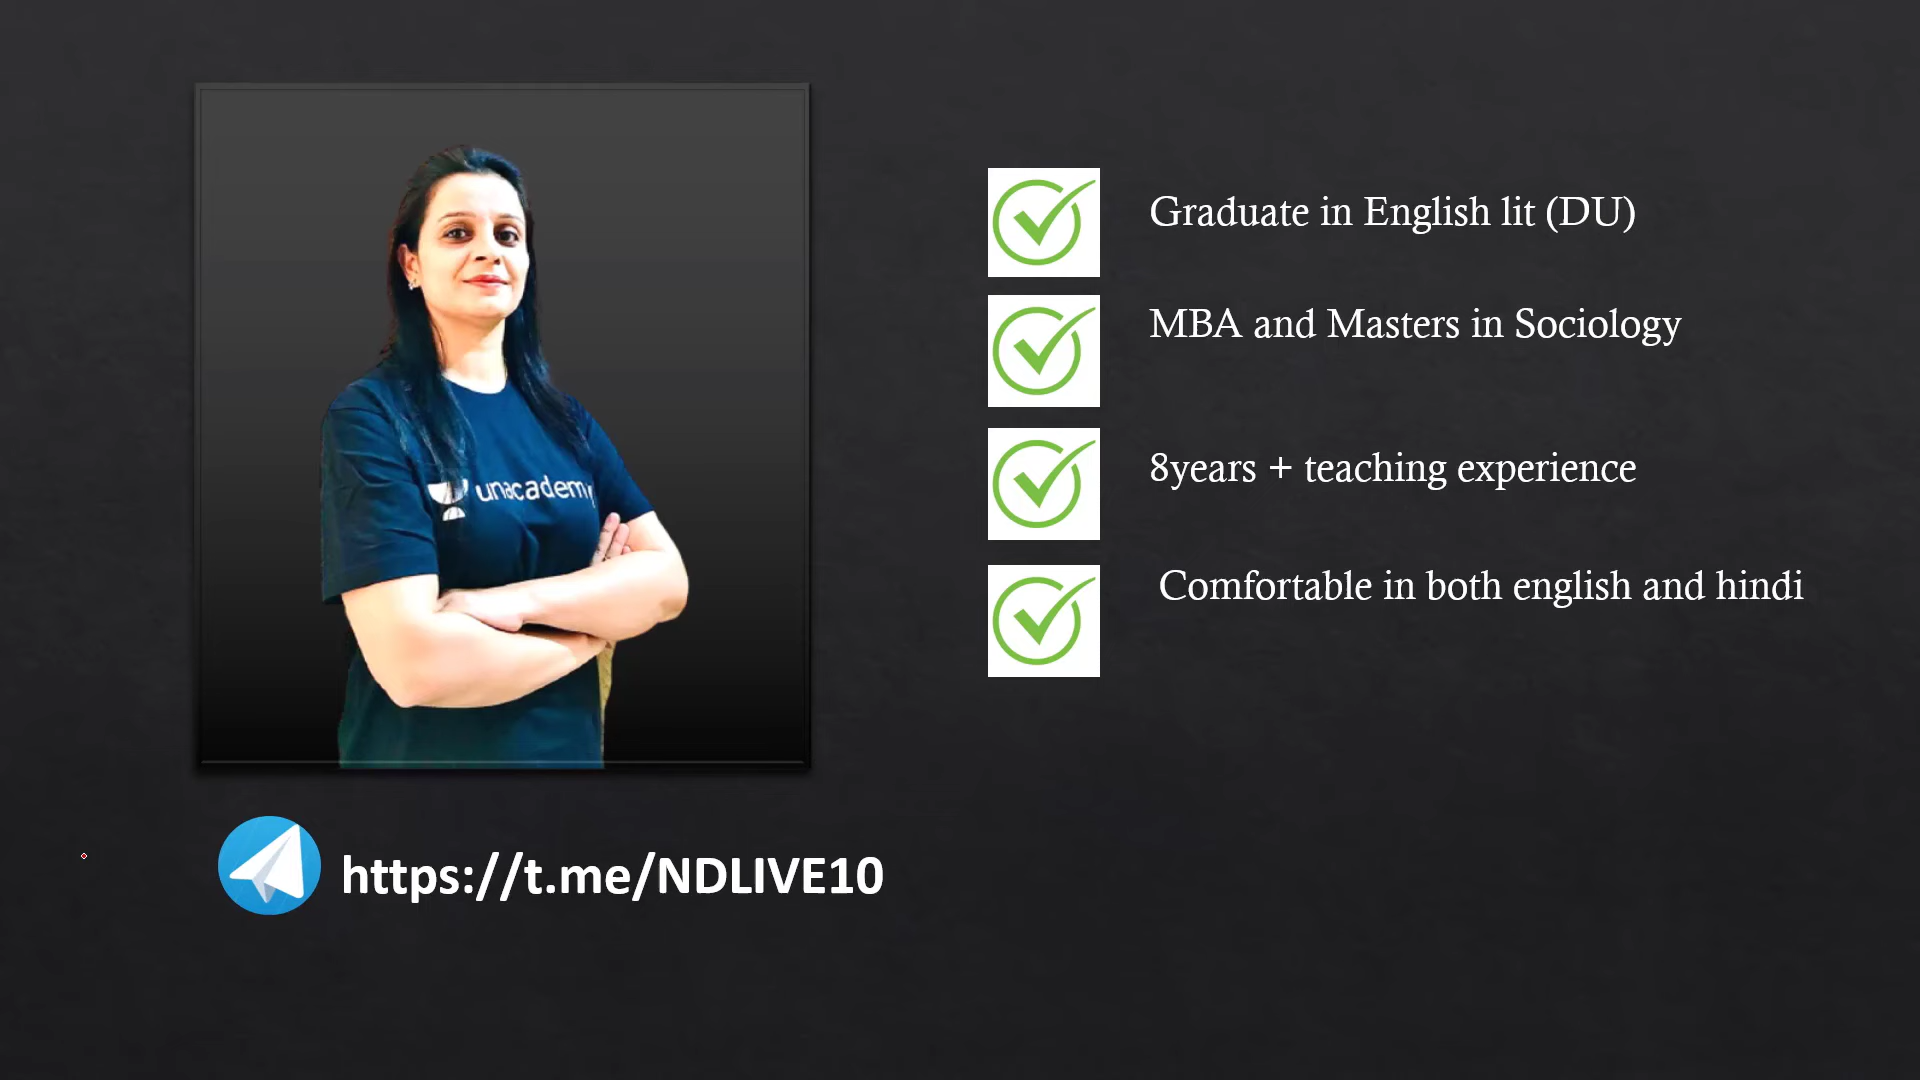 Graduate in English lit (DU)
MBA and Masters in Sociology
8years + teaching experience
Comfortable in both english and hindi
unacademy
https://t.me/NDLIVE10